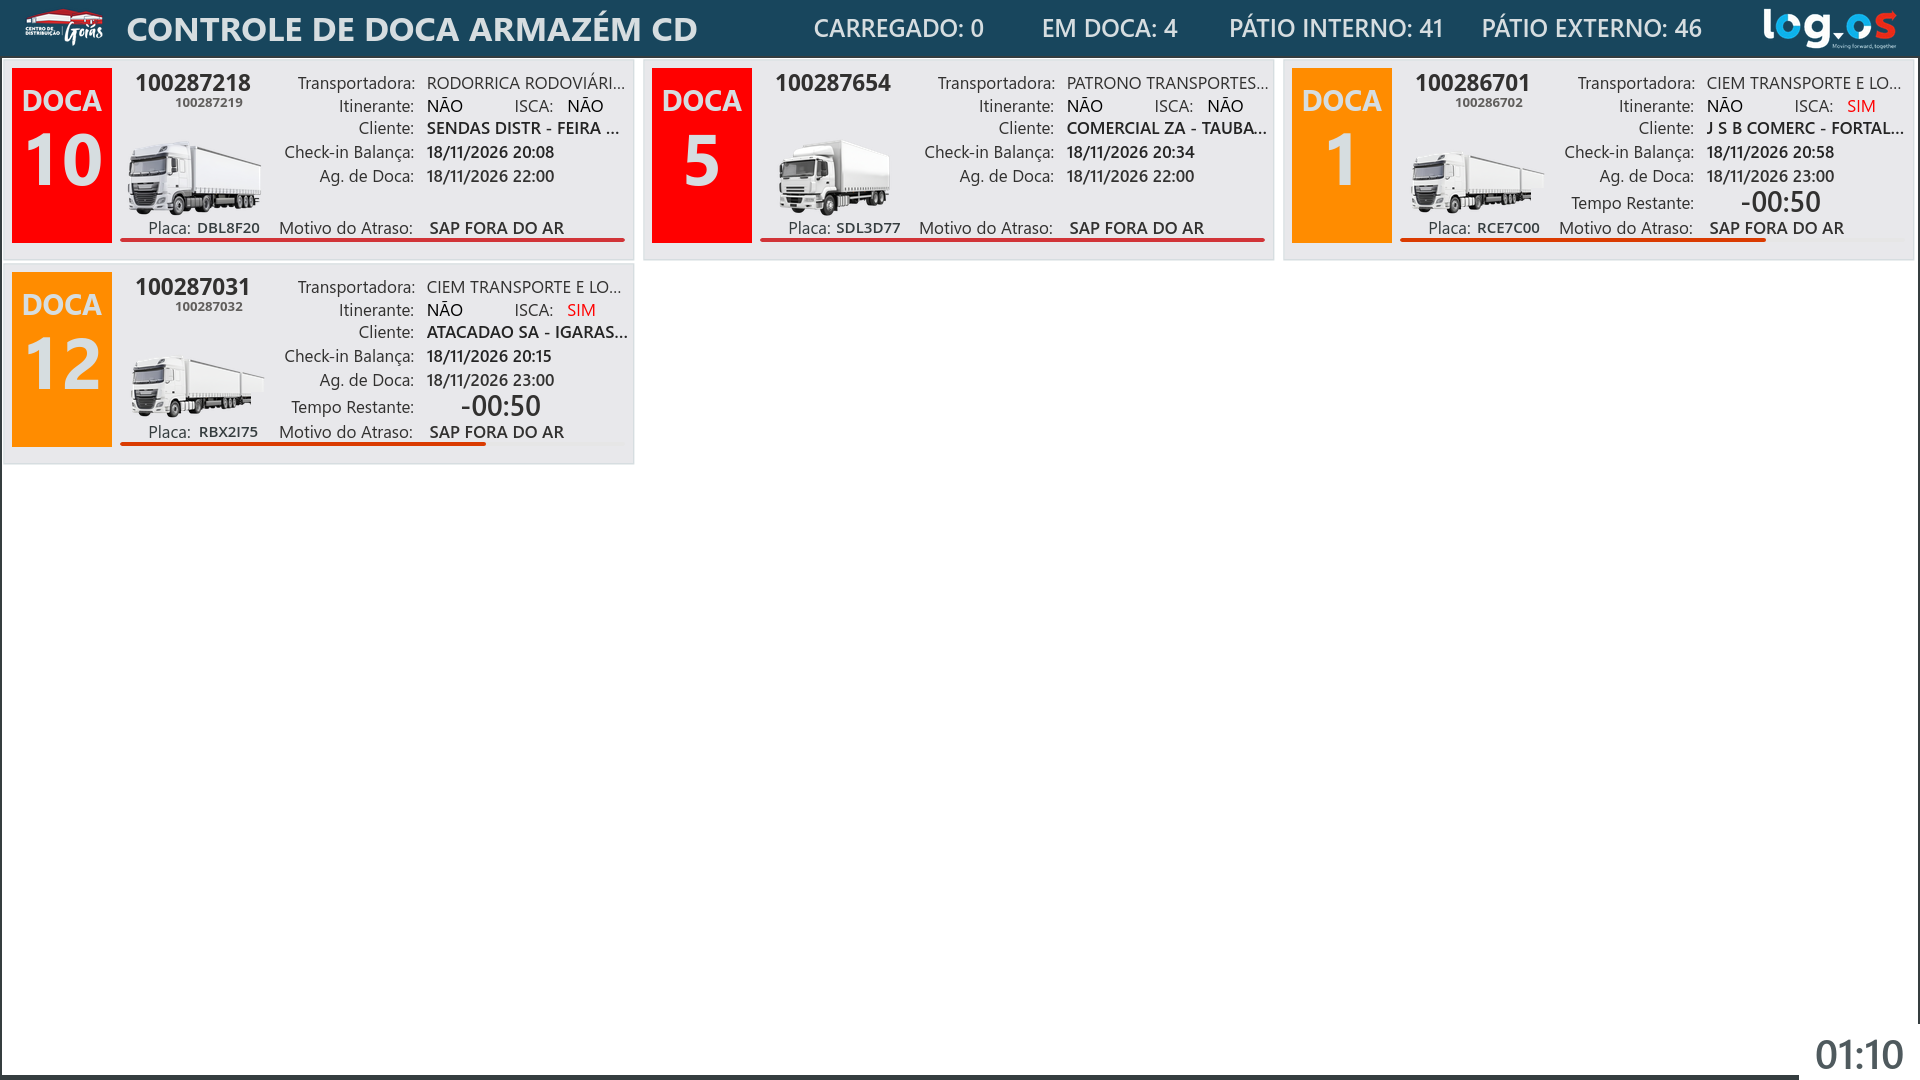 CENTRO DE DISTRIBUIÇÃO Goiás
CONTROLE DE DOCA ARMAZÉM CD
CARREGADO: 0
EM DOCA: 4
PÁTIO INTERNO: 41
PÁTIO EXTERNO: 46
log.os
Moving forward, together
DOCA
10
100287218
100287219
Transportadora: RODORRICA RODOVIÁRI...
Itinerante: NÃO ISCA: NÃO
Cliente: SENDAS DISTR - FEIRA ...
Check-in Balança: 18/11/2026 20:08
Ag. de Doca: 18/11/2026 22:00
Placa: DBL8F20 Motivo do Atraso: SAP FORA DO AR
DOCA
5
100287654
Transportadora: PATRONO TRANSPORTES...
Itinerante: NÃO ISCA: NÃO
Cliente: COMERCIAL ZA - TAUBA...
Check-in Balança: 18/11/2026 20:34
Ag. de Doca: 18/11/2026 22:00
Placa: SDL3D77 Motivo do Atraso: SAP FORA DO AR
DOCA
1
100286701
100286702
Transportadora: CIEM TRANSPORTE E LO...
Itinerante: NÃO ISCA: SIM
Cliente: J S B COMERC - FORTAL...
Check-in Balança: 18/11/2026 20:58
Ag. de Doca: 18/11/2026 23:00
Tempo Restante: -00:50
Placa: RCE7C00 Motivo do Atraso: SAP FORA DO AR
DOCA
12
100287031
100287032
Transportadora: CIEM TRANSPORTE E LO...
Itinerante: NÃO ISCA: SIM
Cliente: ATACADAO SA - IGARAS...
Check-in Balança: 18/11/2026 20:15
Ag. de Doca: 18/11/2026 23:00
Tempo Restante: -00:50
Placa: RBX2I75 Motivo do Atraso: SAP FORA DO AR
01:10